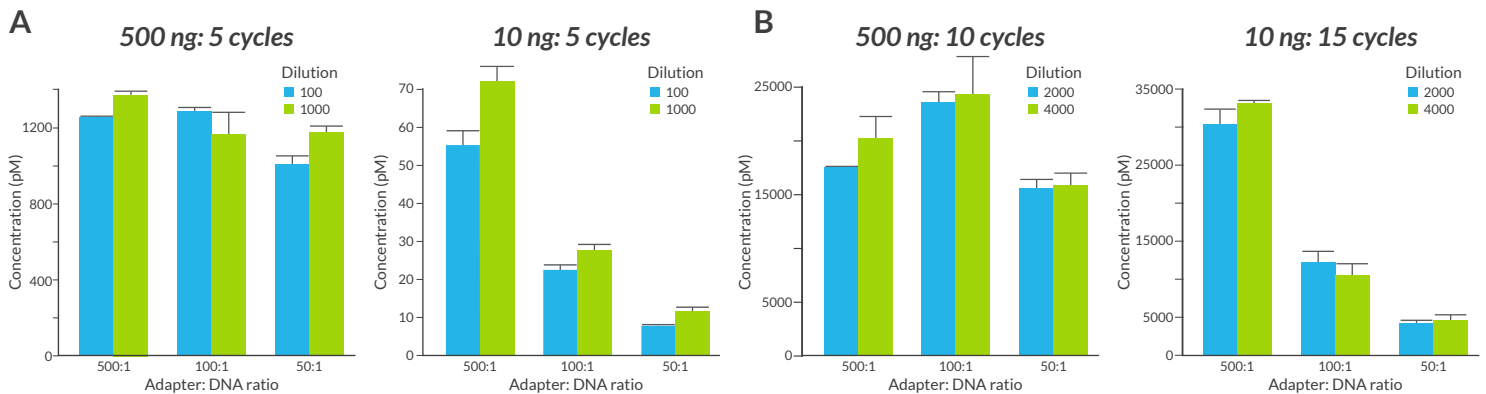 A
500 ng: 5 cycles
Dilution
100
1000
Concentration (pM)
1200
800
400
0
500:1
100:1
50:1
Adapter: DNA ratio
10 ng: 5 cycles
Dilution
100
1000
Concentration (pM)
70
60
50
40
30
20
10
0
500:1
100:1
50:1
Adapter: DNA ratio
B
500 ng: 10 cycles
Dilution
2000
4000
Concentration (pM)
25000
15000
5000
0
500:1
100:1
50:1
Adapter: DNA ratio
10 ng: 15 cycles
Dilution
2000
4000
Concentration (pM)
35000
25000
15000
5000
0
500:1
100:1
50:1
Adapter: DNA ratio